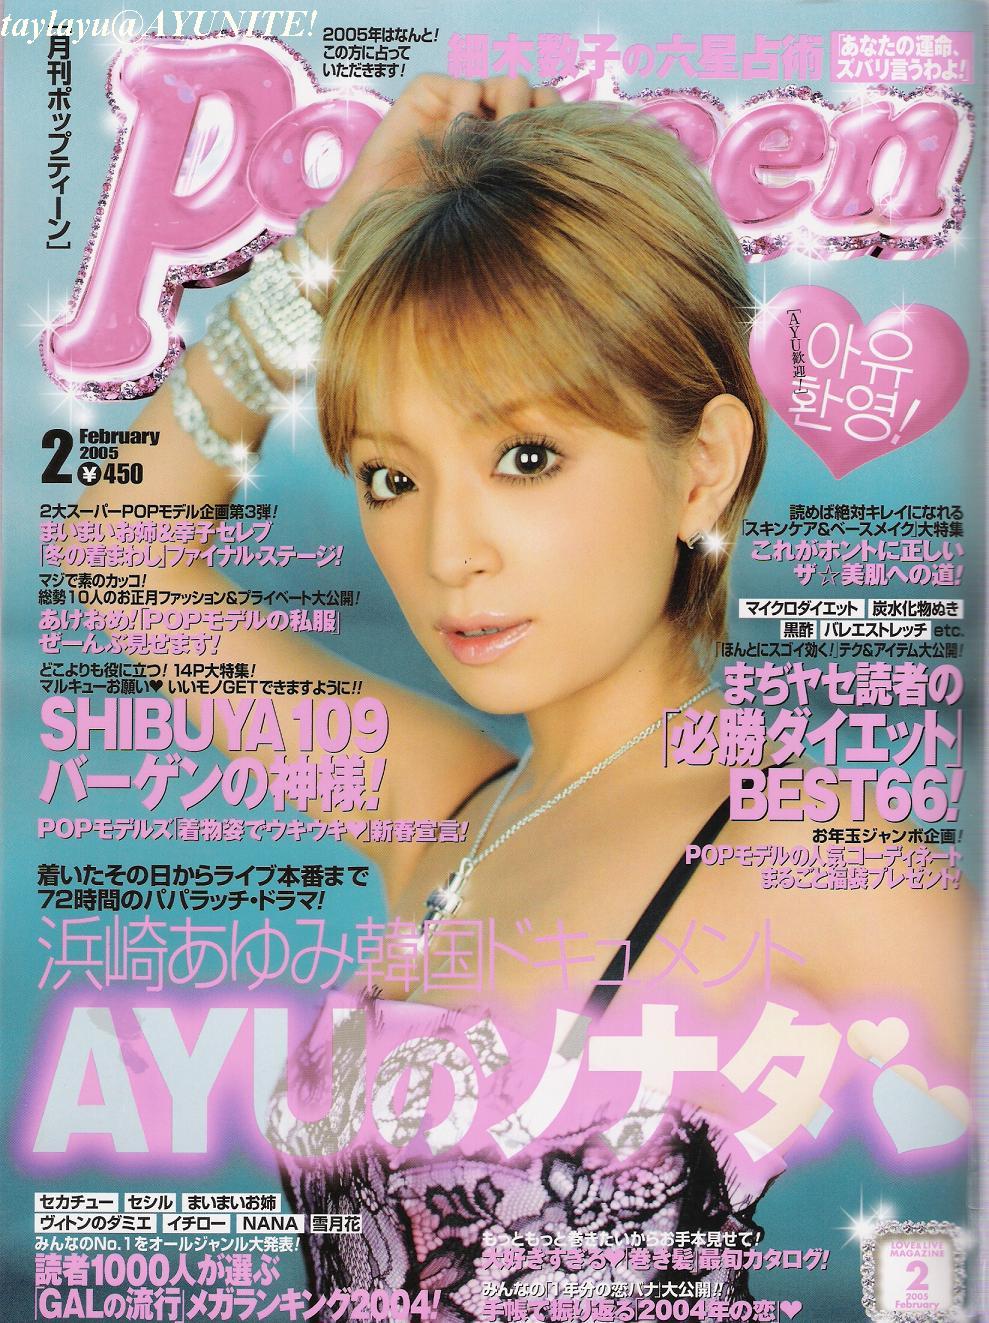 taylayu@AYUNITE!
[月刊ポップティーン]
2005年はなんと!
この方に占って
いただきます!
細木数子の六星占術
「あなたの運命、
ズバリ言うわよ!」
Popteen
[AYU歓迎!]
아유
환영!
2 February
2005
¥450
2大スーパーPOPモデル企画第3弾!
まいまいお姉&幸子セレブ
「冬の着まわし」ファイナル・ステージ!
マジで素のカッコ!
総勢10人のお正月ファッション&プライベート大公開!
あけおめ!「POPモデルの私服」
ぜーんぶ見せます!
どこよりも役に立つ! 14P大特集!
マルキューお願い♥ いいモノGETできますように!!
SHIBUYA109
バーゲンの神様!
POPモデルズ「着物姿でウキウキ♥」新春宣言!
読めば絶対キレイになれる
「スキンケア&ベースメイク」大特集
これがホントに正しい
ザ☆美肌への道!
マイクロダイエット 炭水化物ぬき
黒酢 バレエストレッチ etc.
「ほんとにスゴイ効く!」テク&アイテム大公開!
まぢヤセ読者の
「必勝ダイエット」
BEST66!
お年玉ジャンボ企画!
POPモデルの人気コーディネート
まるごと福袋プレゼント!
着いたその日からライブ本番まで
72時間のパパラッチ・ドラマ!
浜崎あゆみ韓国ドキュメント
AYUのソナタ
セカチュー セシル まいまいお姉
ヴィトンのダミエ イチロー NANA 雪月花
みんなのNo.1をオールジャンル大発表!
読者1000人が選ぶ
「GALの流行」メガランキング2004!
もっともっと巻きたいからお手本見せて!
大好きすぎる♥「巻き髪」最旬カタログ!
みんなの「1年分の恋バナ」大公開!!
手帳で振り返る「2004年の恋」♥
LOVE&LIVE
MAGAZINE
2
2005
February